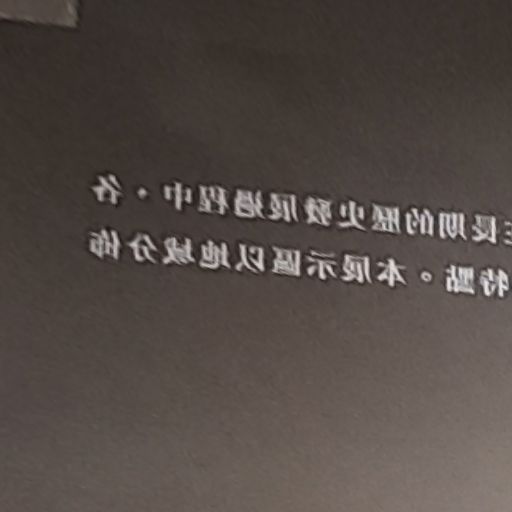 在長期的歷史發展過程中，各
特點。本展示區以地域分佈